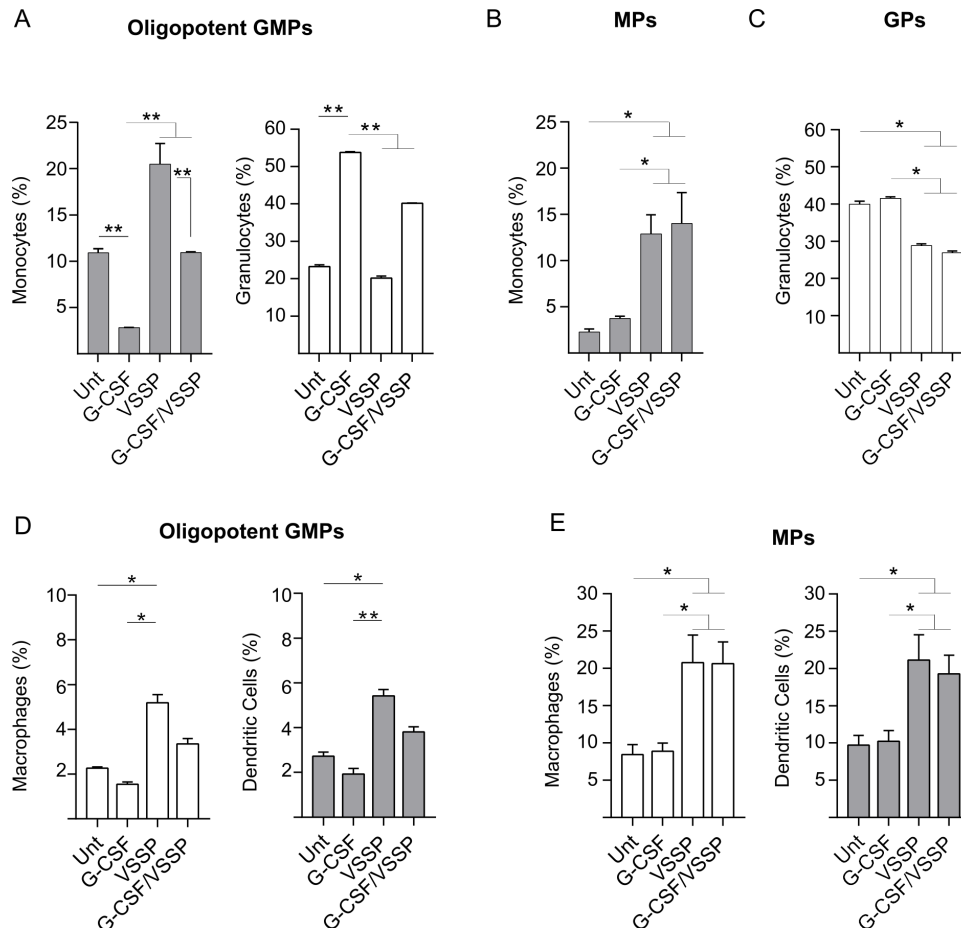 A
Oligopotent GMPs
Monocytes (%)
25
20
15
10
5
**
**
**
Unt
G-CSF
VSSP
G-CSF/VSSP
Granulocytes (%)
60
50
40
30
20
10
**
**
Unt
G-CSF
VSSP
G-CSF/VSSP
B
MPs
Monocytes (%)
25
20
15
10
5
*
*
Unt
G-CSF
VSSP
G-CSF/VSSP
C
GPs
Granulocytes (%)
60
50
40
30
20
10
*
*
Unt
G-CSF
VSSP
G-CSF/VSSP
D
Oligopotent GMPs
Macrophages (%)
10
8
6
4
2
*
*
Unt
G-CSF
VSSP
G-CSF/VSSP
Dendritic Cells (%)
10
8
6
4
2
*
**
Unt
G-CSF
VSSP
G-CSF/VSSP
E
MPs
Macrophages (%)
30
25
20
15
10
5
*
*
Unt
G-CSF
VSSP
G-CSF/VSSP
Dendritic Cells (%)
30
25
20
15
10
5
*
*
Unt
G-CSF
VSSP
G-CSF/VSSP